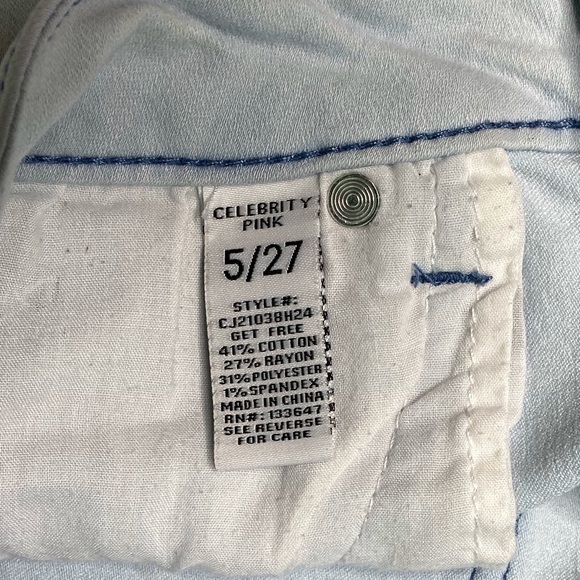 CELEBRITY
PINK
5/27
STYLE#:
CJ21038H24
GET FREE
41% COTTON
27% RAYON
31% POLYESTER
1% SPANDEX
MADE IN CHINA
RN#: 133647
SEE REVERSE
FOR CARE